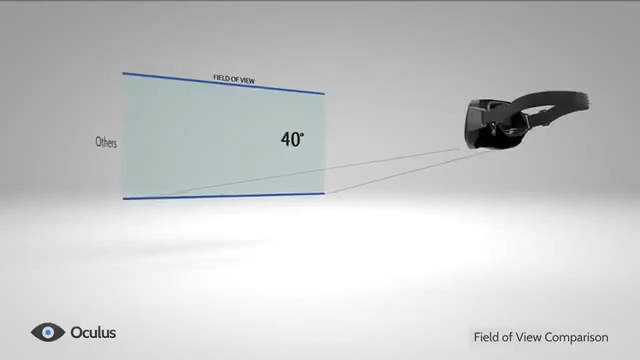 FIELD OF VIEW
Others
40°
Oculus
Field of View Comparison